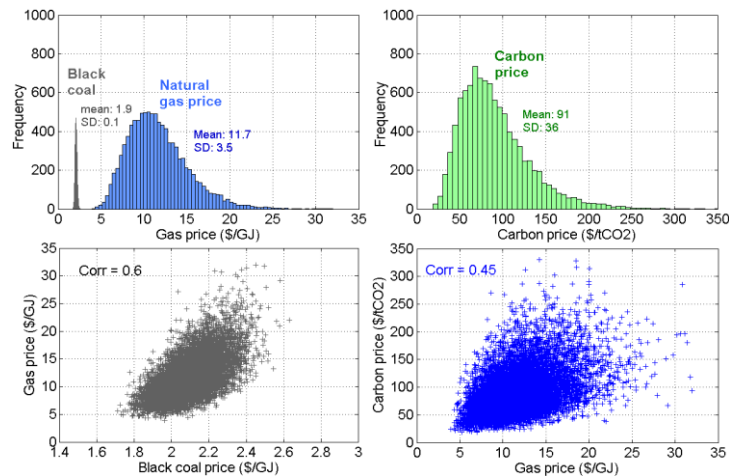 1000
800
600
400
200
0
Frequency
Black
coal
mean: 1.9
SD: 0.1
Natural
gas price
Mean: 11.7
SD: 3.5
0 5 10 15 20 25 30 35
Gas price ($/GJ)
1000
800
600
400
200
0
Frequency
Carbon
price
Mean: 91
SD: 36
0 50 100 150 200 250 300 350
Carbon price ($/tCO2)
35
30
25
20
15
10
5
0
Gas price ($/GJ)
Corr = 0.6
1.4 1.6 1.8 2 2.2 2.4 2.6 2.8 3
Black coal price ($/GJ)
350
300
250
200
150
100
50
0
Carbon price ($/tCO2)
Corr = 0.45
0 5 10 15 20 25 30 35
Gas price ($/GJ)